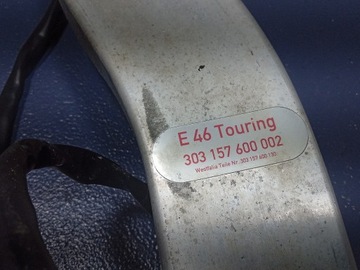 E 46 Touring
303 157 600 002
Westfalia Teile Nr.: 303 157 600 130